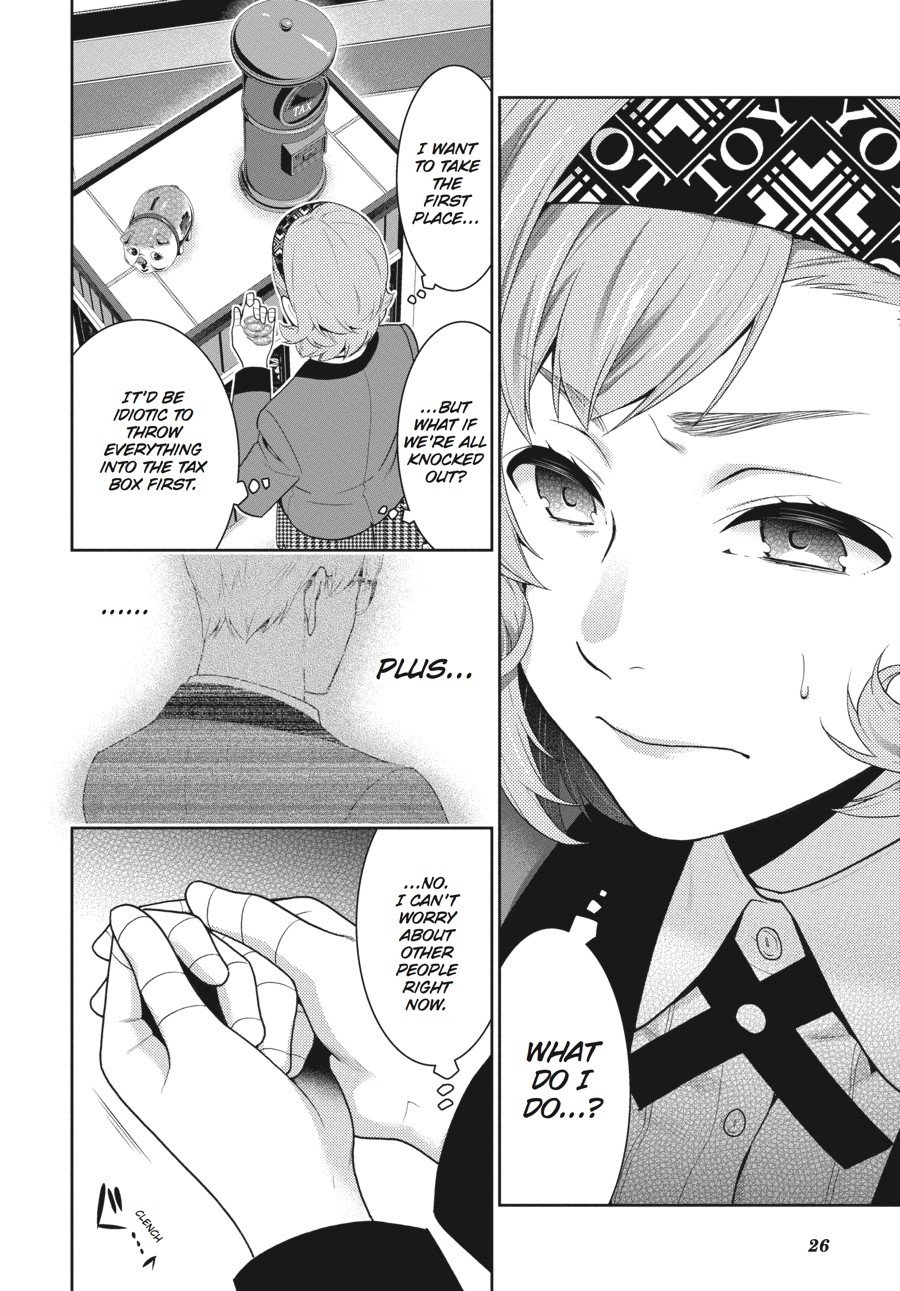 YOT TOY YO
WHAT
DO I
DO...?
TAX
I WANT
TO TAKE
THE
FIRST
PLACE...
...BUT
WHAT IF
WE'RE ALL
KNOCKED
OUT?
IT'D BE
IDIOTIC TO
THROW
EVERYTHING
INTO THE TAX
BOX FIRST.
......
PLUS...
...NO.
I CAN'T
WORRY
ABOUT
OTHER
PEOPLE
RIGHT
NOW.
CLENCH
26